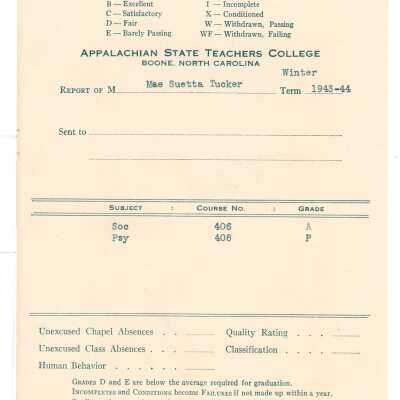 B — Excellent I — Incomplete
C — Satisfactory X — Conditioned
D — Fair W — Withdrawn, Passing
E — Barely Passing WF — Withdrawn, Failing
APPALACHIAN STATE TEACHERS COLLEGE
BOONE, NORTH CAROLINA
Winter
REPORT OF M Mae Suetta Tucker TERM 1943-44
SENT TO
SUBJECT : COURSE NO. : GRADE
Soc 406 A
Psy 408 P
Unexcused Chapel Absences . . Quality Rating . . .
Unexcused Class Absences . . . Classification . . . .
Human Behavior . . . . .
GRADES D and E are below the average required for graduation.
INCOMPLETES and CONDITIONS become FAILURES if not made up within a year.